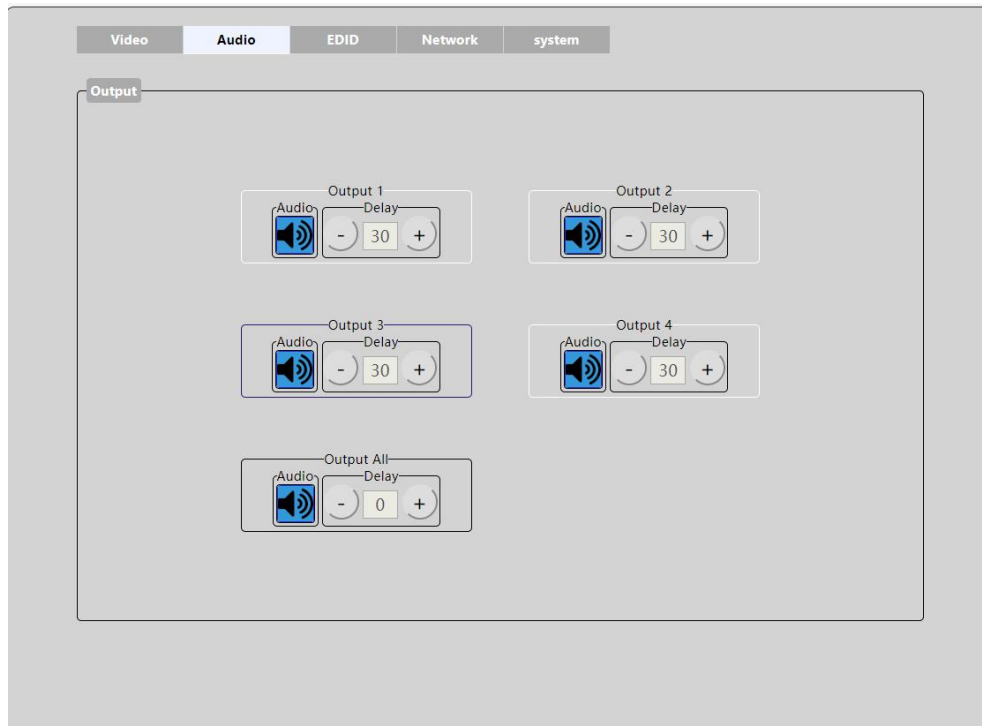 Video Audio EDID Network system
Output
Output 1 Output 2
Audio Delay Audio Delay
- 30 + - 30 +
Output 3 Output 4
Audio Delay Audio Delay
- 30 + - 30 +
Output All
Audio Delay
- 0 +